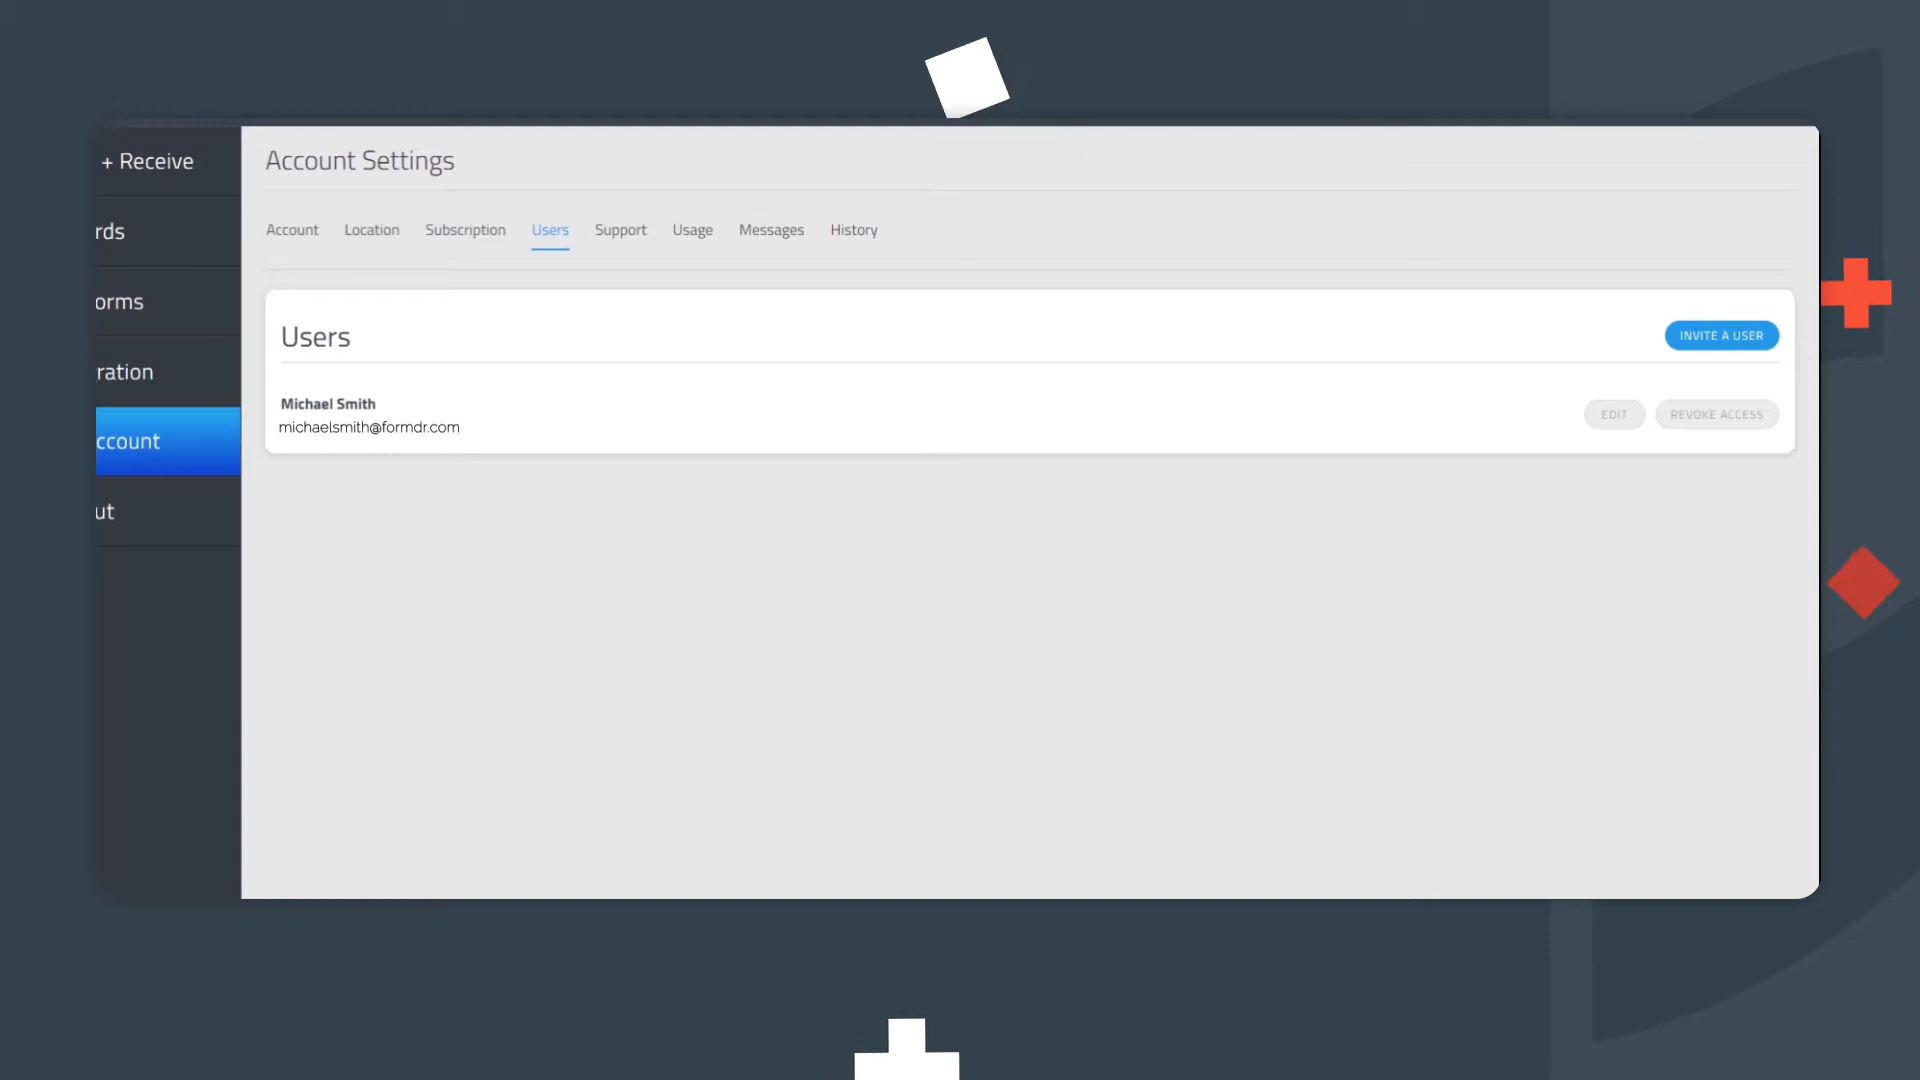 + Receive
rds
orms
ration
ccount
ut
Account Settings
Account Location Subscription Users Support Usage Messages History
Users
INVITE A USER
Michael Smith
michaelsmith@formdr.com
EDIT REVOKE ACCESS